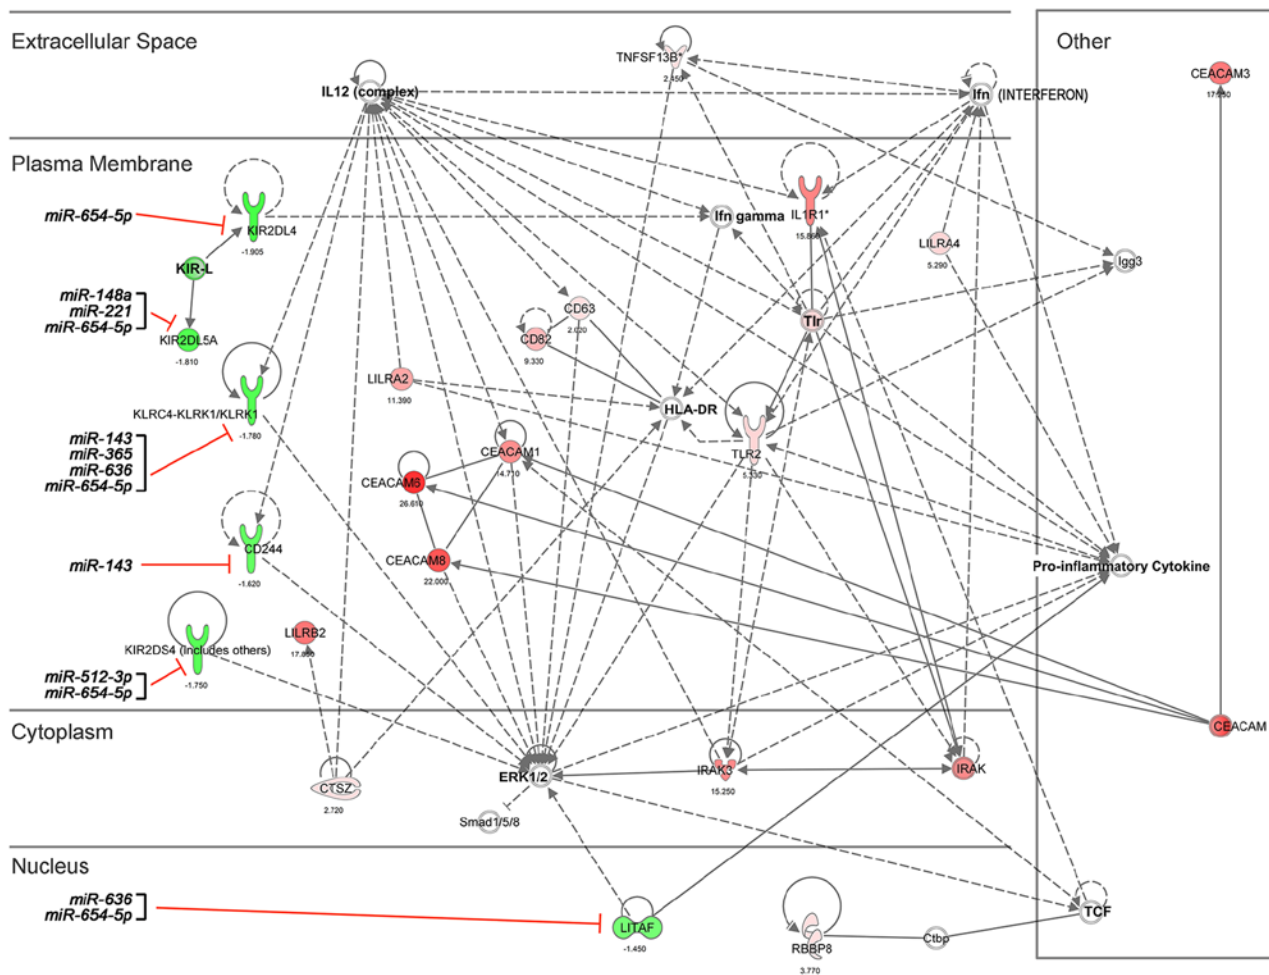 Extracellular Space
Other
TNFSF13B*
2.450
CEACAM3
IL12 (complex)
Ifn (INTERFERON)
Plasma Membrane
miR-654-5p
KIR2DL4
-1.905
Ifn gamma
IL1R1*
LILRA4
5.290
KIR-L
Igg3
miR-148a
miR-221
miR-654-5p
KIR2DL5A
-1.810
CD63
2.020
CD82
9.330
Tlr
LILRA2
11.390
KLRC4-KLRK1/KLRK1
-1.780
HLA-DR
miR-143
miR-365
miR-636
miR-654-5p
CEACAM1
14.710
TLR2
5.330
CEACAM6
26.610
CEACAM8
22.000
miR-143
CD244
-1.620
Pro-inflammatory Cytokine
LILRB2
KIR2DS4 (includes others)
-1.750
miR-512-3p
miR-654-5p
Cytoplasm
CEACAM
CTSZ
2.720
ERK1/2
IRAK3
15.250
IRAK
Smad1/5/8
Nucleus
miR-636
miR-654-5p
LITAF
-1.450
RBBP8
3.770
Ctbp
TCF